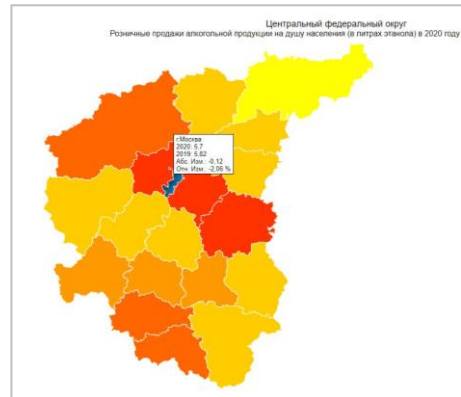 Центральный федеральный округ
Розничные продажи алкогольной продукции на душу населения (в литрах этанола) в 2020 году
г.Москва
2020: 5,7
2019: 5,82
Абс. Изм.: -0,12
Отн. Изм.: -2,06 %